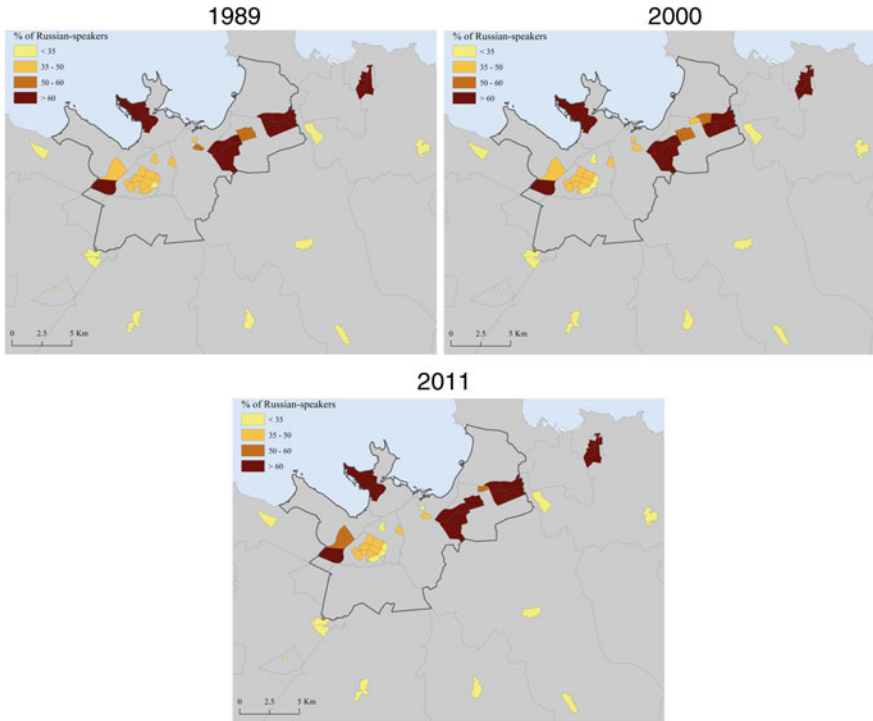 1989
% of Russian-speakers
< 35
35 - 50
50 - 60
> 60
0 2.5 5 Km
2000
% of Russian-speakers
< 35
35 - 50
50 - 60
> 60
0 2.5 5 Km
2011
% of Russian-speakers
< 35
35 - 50
50 - 60
> 60
0 2.5 5 Km